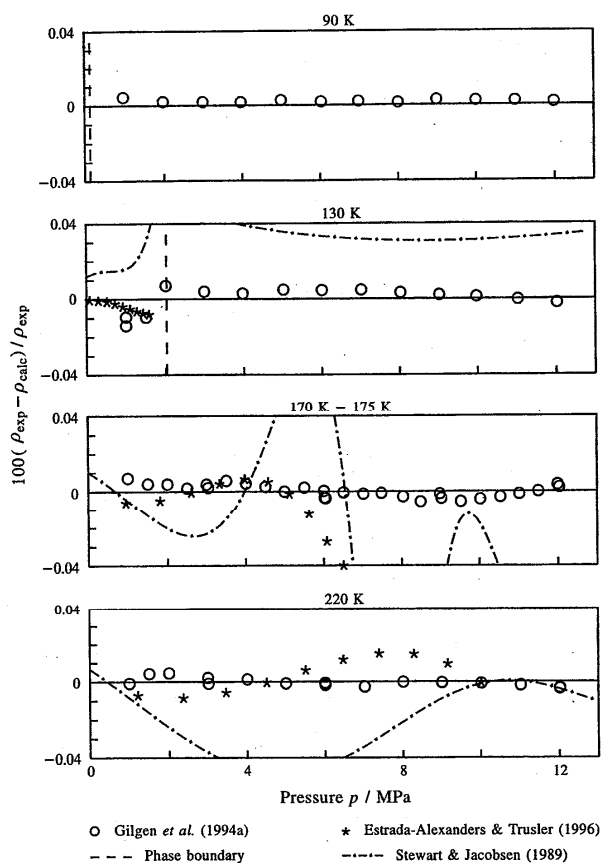 90 K
0.04
0
−0.04
130 K
0.04
0
−0.04
170 K − 175 K
0.04
0
−0.04
220 K
0.04
0
−0.04
0 4 8 12
100(ρexp−ρcalc)/ρexp
Pressure p / MPa
Gilgen et al. (1994a)
Estrada-Alexanders & Trusler (1996)
Phase boundary
Stewart & Jacobsen (1989)